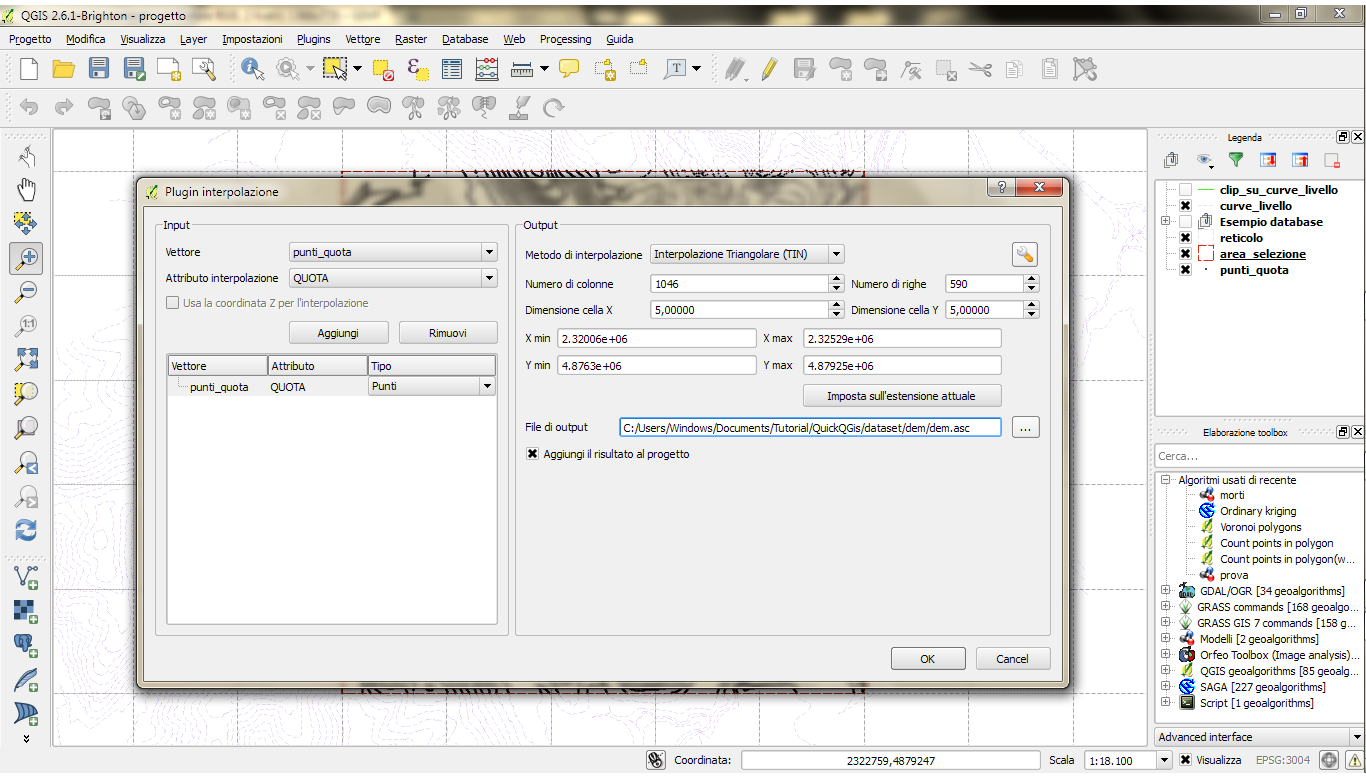 QGIS 2.6.1-Brighton - progetto
Progetto Modifica Visualizza Layer Impostazioni Plugins Vettore Raster Database Web Processing Guida
Plugin interpolazione
Input
Vettore punti_quota
Attributo interpolazione QUOTA
Usa la coordinata Z per l'interpolazione
Aggiungi Rimuovi
Vettore Attributo Tipo
punti_quota QUOTA Punti
Output
Metodo di interpolazione Interpolazione Triangolare (TIN)
Numero di colonne 1046 Numero di righe 590
Dimensione cella X 5,00000 Dimensione cella Y 5,00000
X min 2.32006e+06 X max 2.32529e+06
Y min 4.8763e+06 Y max 4.87925e+06
Imposta sull'estensione attuale
File di output C:/Users/Windows/Documents/Tutorial/QuickQGis/dataset/dem/dem.asc ...
Aggiungi il risultato al progetto
OK Cancel
Legenda
clip_su_curve_livello
curve_livello
Esempio database
reticolo
area_selezione
punti_quota
Elaborazione toolbox
Cerca...
Algoritmi usati di recente
morti
Ordinary kriging
Voronoi polygons
Count points in polygon
Count points in polygon(w...
prova
GDAL/OGR [34 geoalgorithms]
GRASS commands [168 geoalgo...
GRASS GIS 7 commands [158 g...
Modelli [2 geoalgorithms]
Orfeo Toolbox (Image analysis)...
QGIS geoalgorithms [85 geoalg...
SAGA [227 geoalgorithms]
Script [1 geoalgorithms]
Advanced interface
Coordinata: 2322759,4879247 Scala 1:18.100 Visualizza EPSG:3004